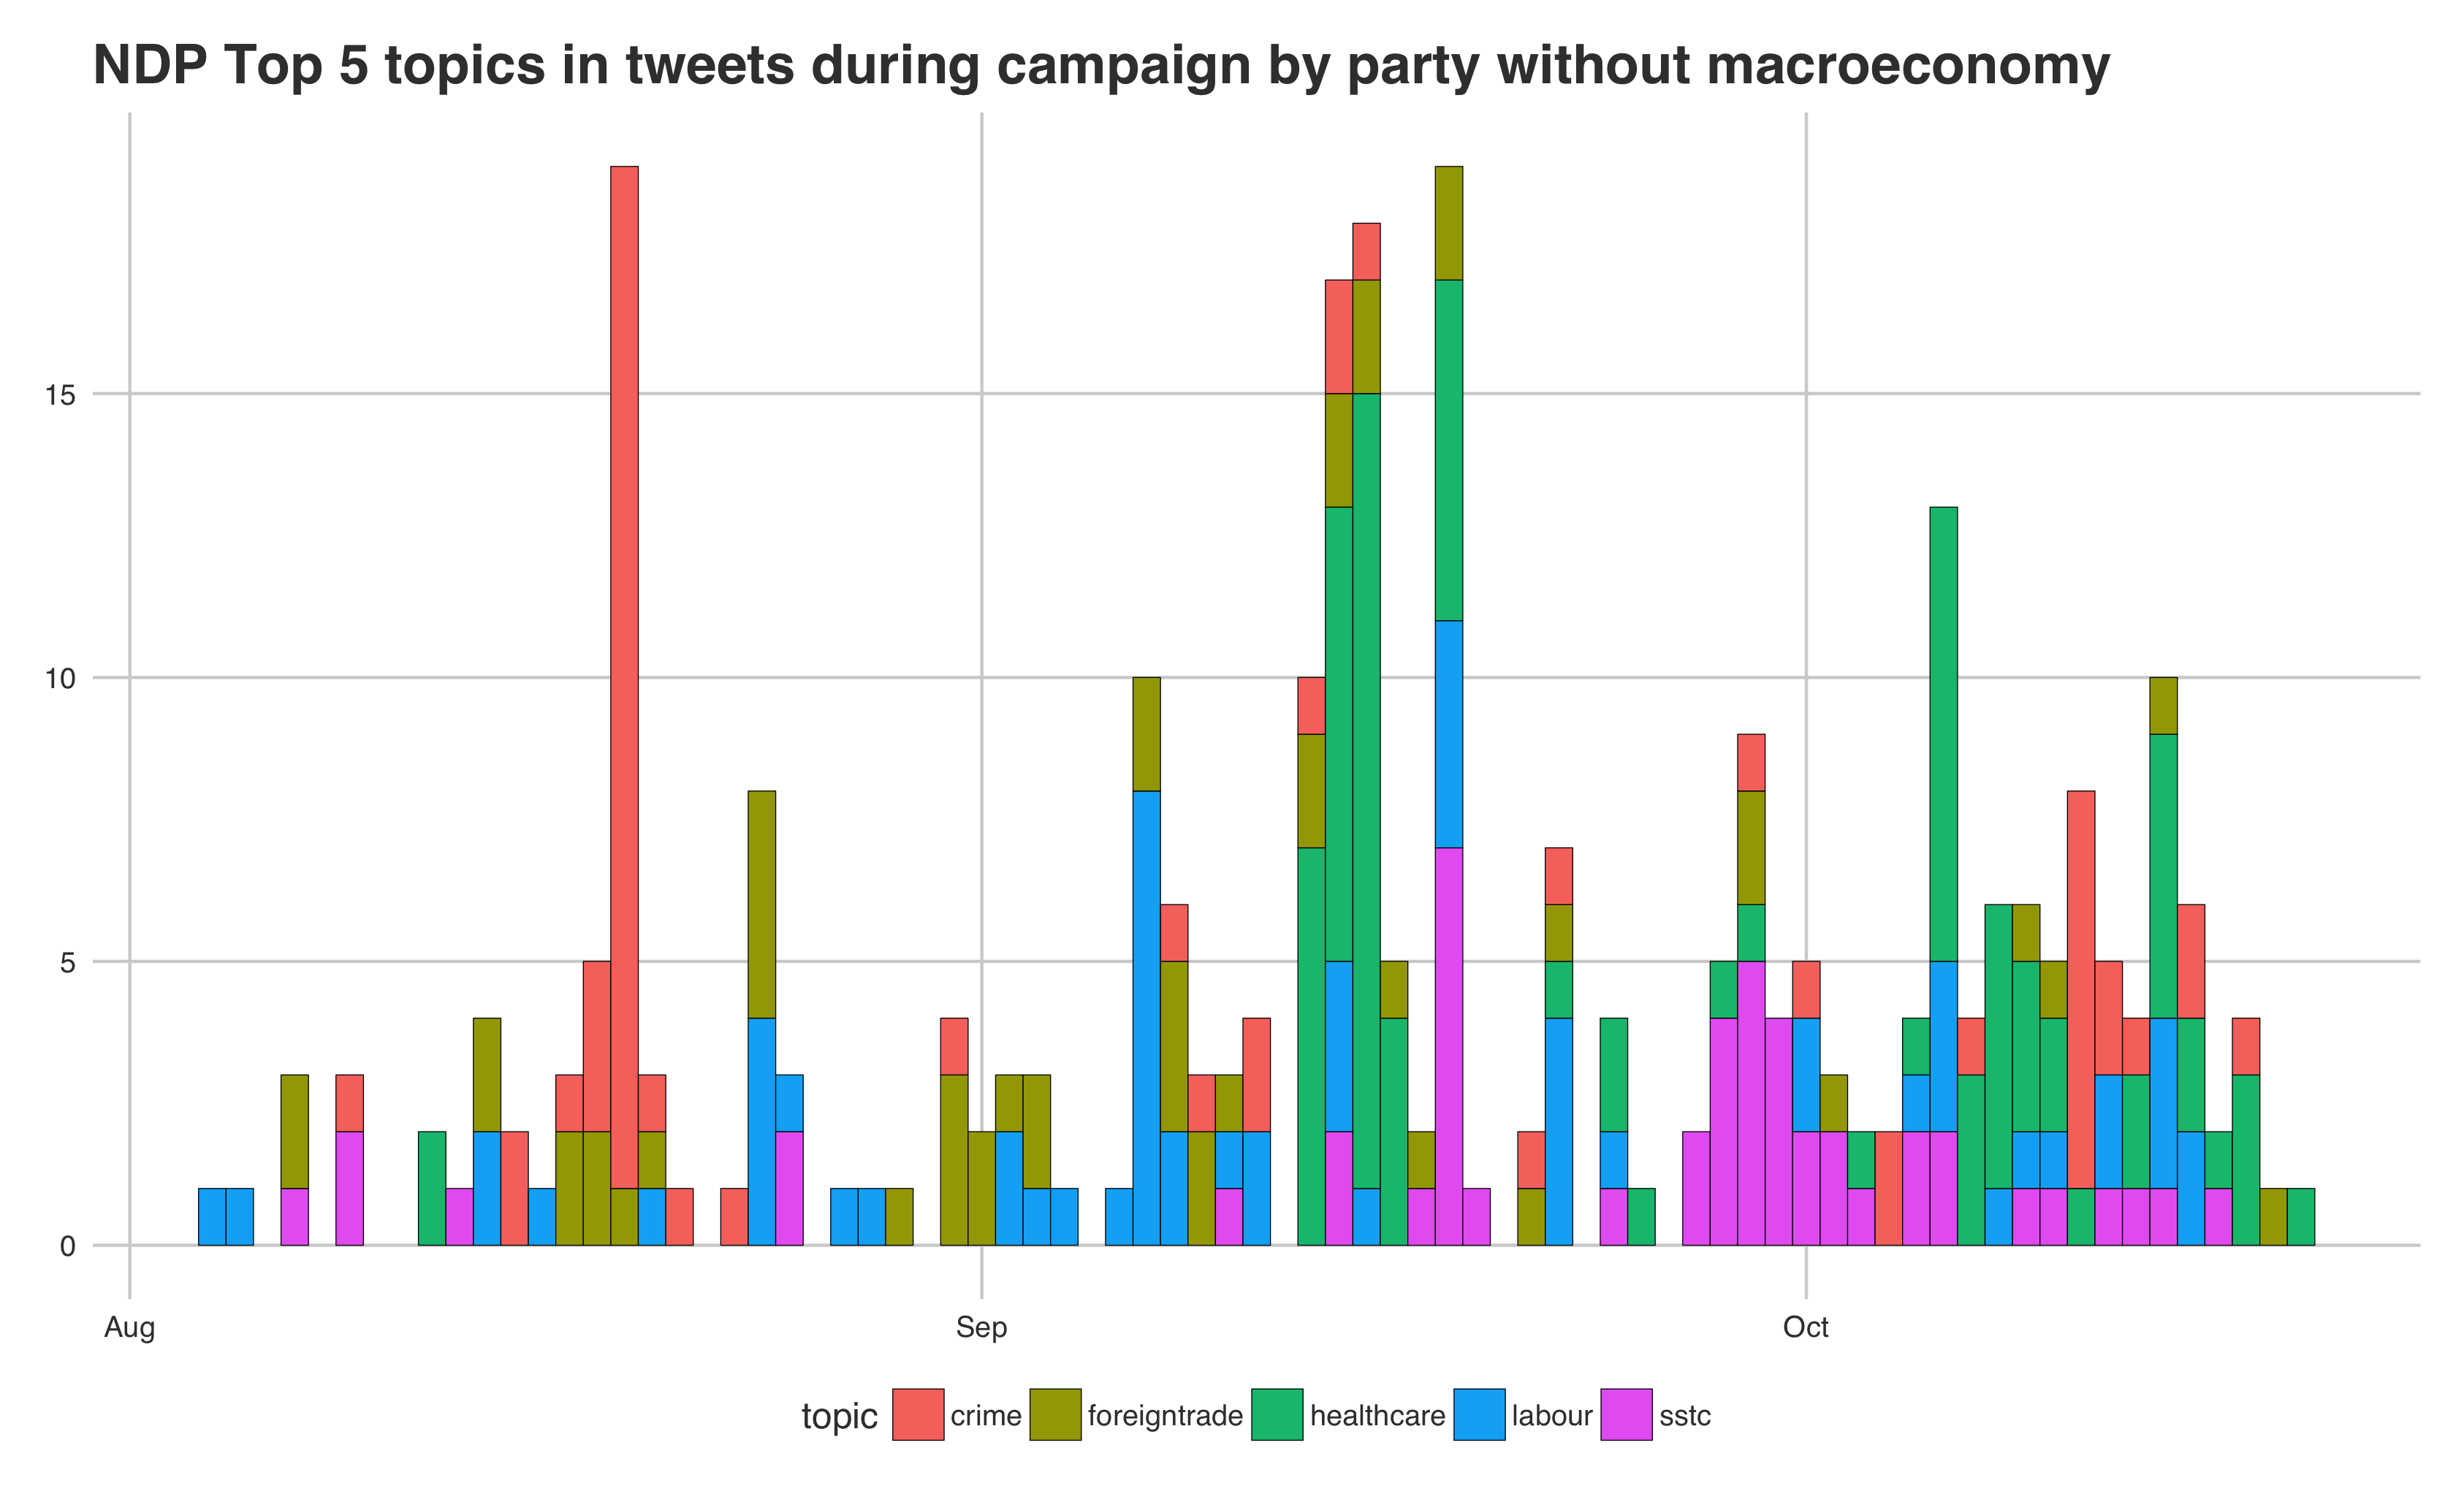 NDP Top 5 topics in tweets during campaign by party without macroeconomy
15
10
5
0
Aug Sep Oct
topic crime foreigntrade healthcare labour sstc